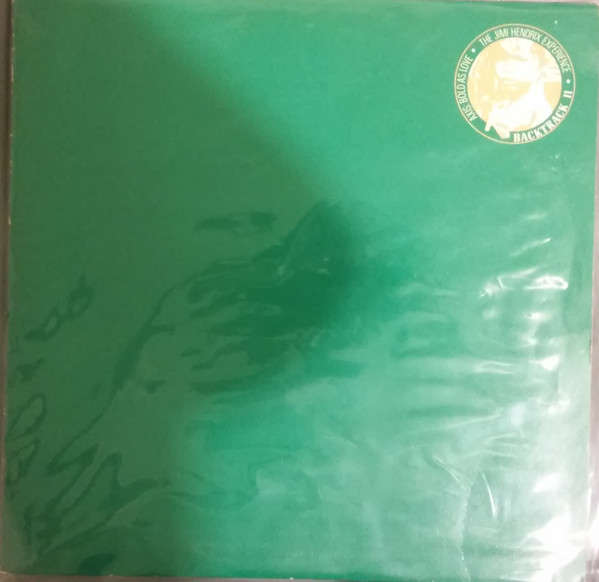 AXIS: BOLD AS LOVE • THE JIMI HENDRIX EXPERIENCE •
BACKTRACK 11